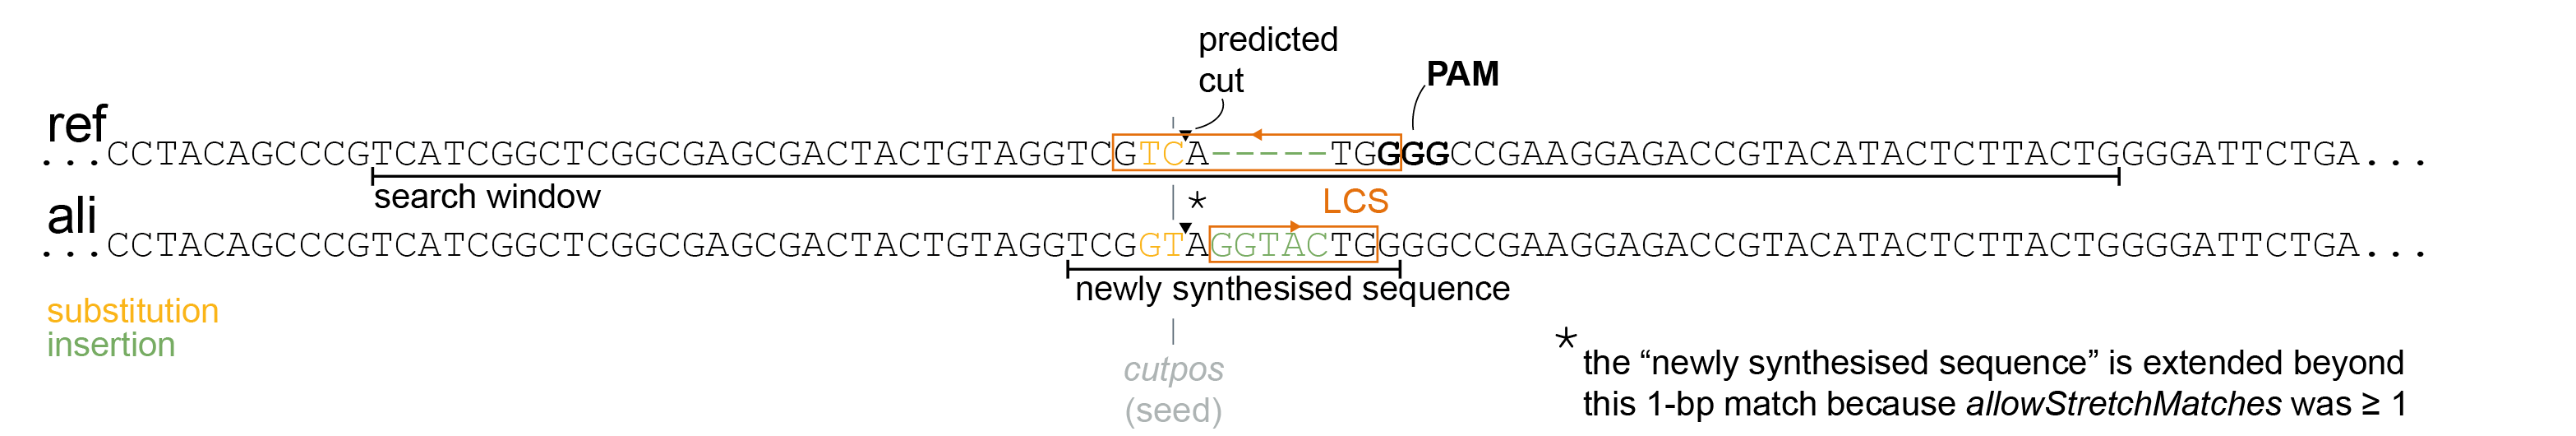 predicted
cut
PAM
ref
...CCTACAGCCCGTCATCGGCTCGGCGAGCGACTACTGTAGGTCGTCA-----TGGGGCCGAAGGAGACCGTACATACTCTTACTGGGGATTCTGA...
search window
*
LCS
ali
...CCTACAGCCCGTCATCGGCTCGGCGAGCGACTACTGTAGGTCGGTAGGTACTGGGGCCGAAGGAGACCGTACATACTCTTACTGGGGATTCTGA...
newly synthesised sequence
substitution
insertion
cutpos
(seed)
* the “newly synthesised sequence” is extended beyond
this 1-bp match because allowStretchMatches was ≥ 1